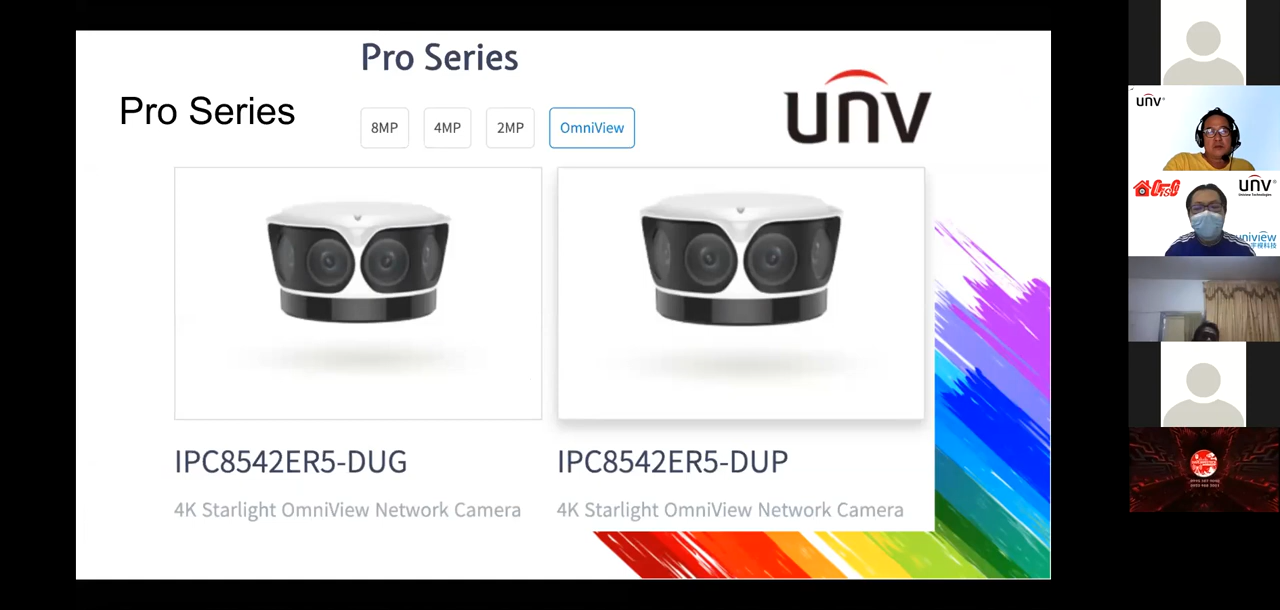 Pro Series
Pro Series
unv
8MP
4MP
2MP
OmniView
IPC8542ER5-DUG
4K Starlight OmniView Network Camera
IPC8542ER5-DUP
4K Starlight OmniView Network Camera
unv
unv
uniview